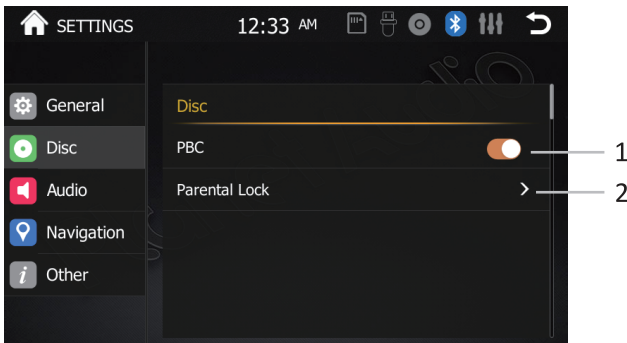 SETTINGS 12:33 AM
General
Disc
Disc
PBC 1
Audio
Parental Lock 2
Navigation
i Other